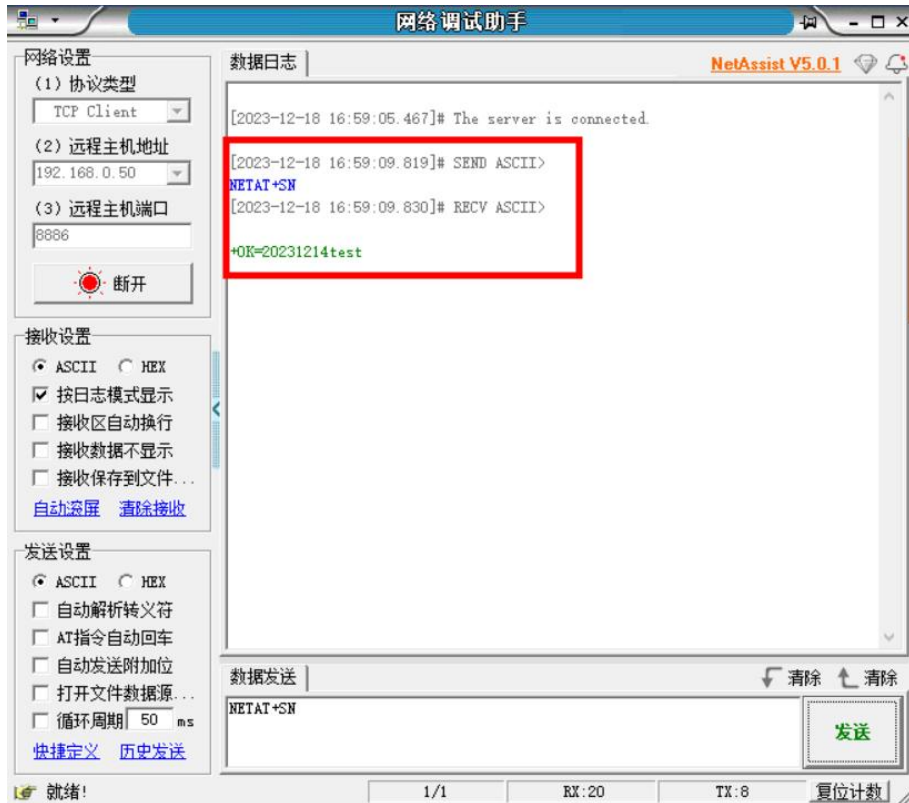 网络调试助手
网络设置
(1) 协议类型
TCP Client
(2) 远程主机地址
192.168.0.50
(3) 远程主机端口
8886
断开
接收设置
ASCII HEX
按日志模式显示
接收区自动换行
接收数据不显示
接收保存到文件...
自动滚屏 清除接收
发送设置
ASCII HEX
自动解析转义符
AT指令自动回车
自动发送附加位
打开文件数据源...
循环周期 50 ms
快捷定义 历史发送
数据日志 NetAssist V5.0.1
[2023-12-18 16:59:05.467]# The server is connected.
[2023-12-18 16:59:09.819]# SEND ASCII>
NETAT+SN
[2023-12-18 16:59:09.830]# RECV ASCII>
+OK=20231214test
数据发送 清除 清除
NETAT+SN
发送
就绪! 1/1 RX:20 TX:8 复位计数